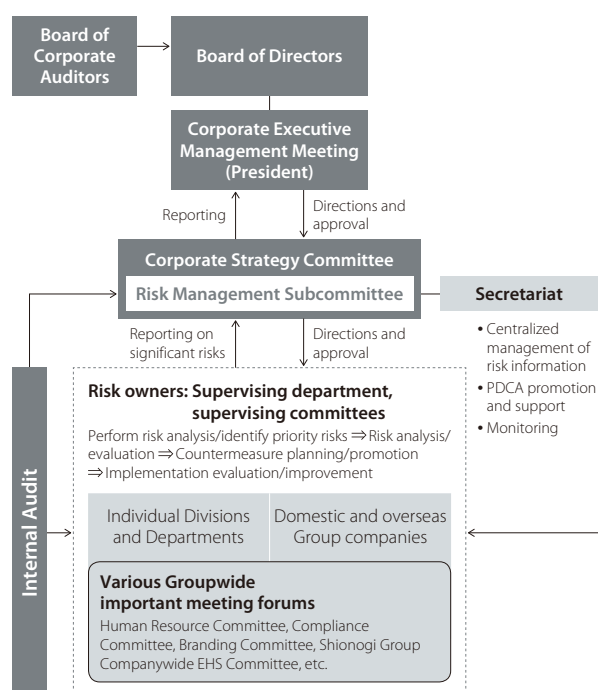 Board of
Corporate
Auditors
Board of Directors
Corporate Executive
Management Meeting
(President)
Reporting
Directions and
approval
Corporate Strategy Committee
Risk Management Subcommittee
Secretariat
• Centralized
management of
risk information
• PDCA promotion
and support
• Monitoring
Reporting on
significant risks
Directions and
approval
Internal Audit
Risk owners: Supervising department,
supervising committees
Perform risk analysis/identify priority risks ⇒ Risk analysis/
evaluation ⇒ Countermeasure planning/promotion
⇒ Implementation evaluation/improvement
Individual Divisions
and Departments
Domestic and overseas
Group companies
Various Groupwide
important meeting forums
Human Resource Committee, Compliance
Committee, Branding Committee, Shionogi Group
Companywide EHS Committee, etc.